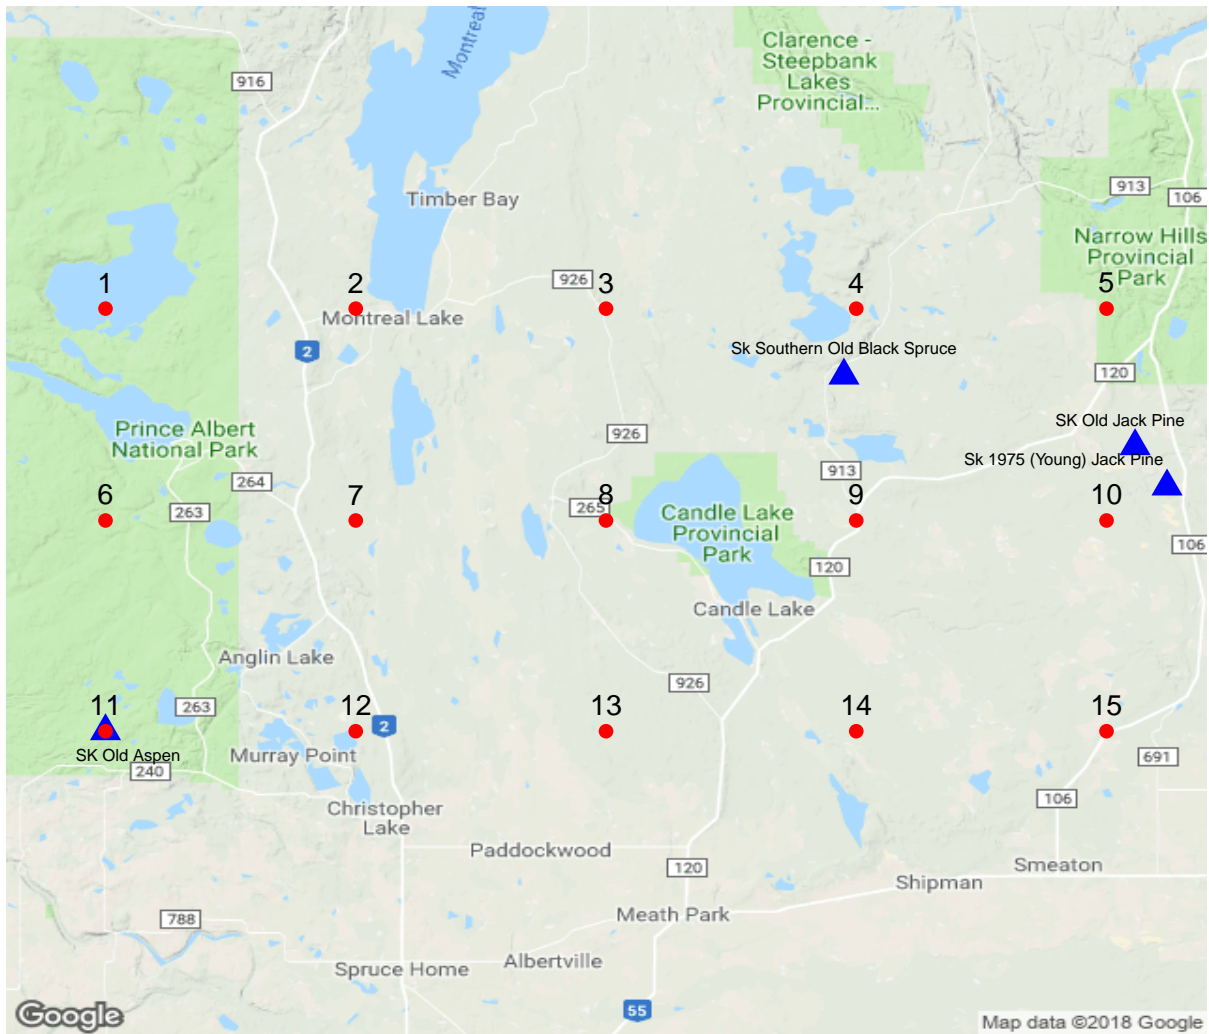 Montreal
Clarence -
Steepbank
Lakes
Provincial...
916
Timber Bay
913
106
Narrow Hills
Provincial
Park
1
2
926
3
4
5
Montreal Lake
2
Sk Southern Old Black Spruce
120
Prince Albert
National Park
SK Old Jack Pine
926
Sk 1975 (Young) Jack Pine
913
264
6
263
7
265
8
Candle Lake
Provincial
Park
9
10
106
120
Candle Lake
Anglin Lake
926
11
263
12
2
13
14
15
SK Old Aspen
240
Murray Point
691
106
Christopher
Lake
Paddockwood
120
Smeaton
Shipman
788
Meath Park
Spruce Home
Albertville
55
Google
Map data ©2018 Google